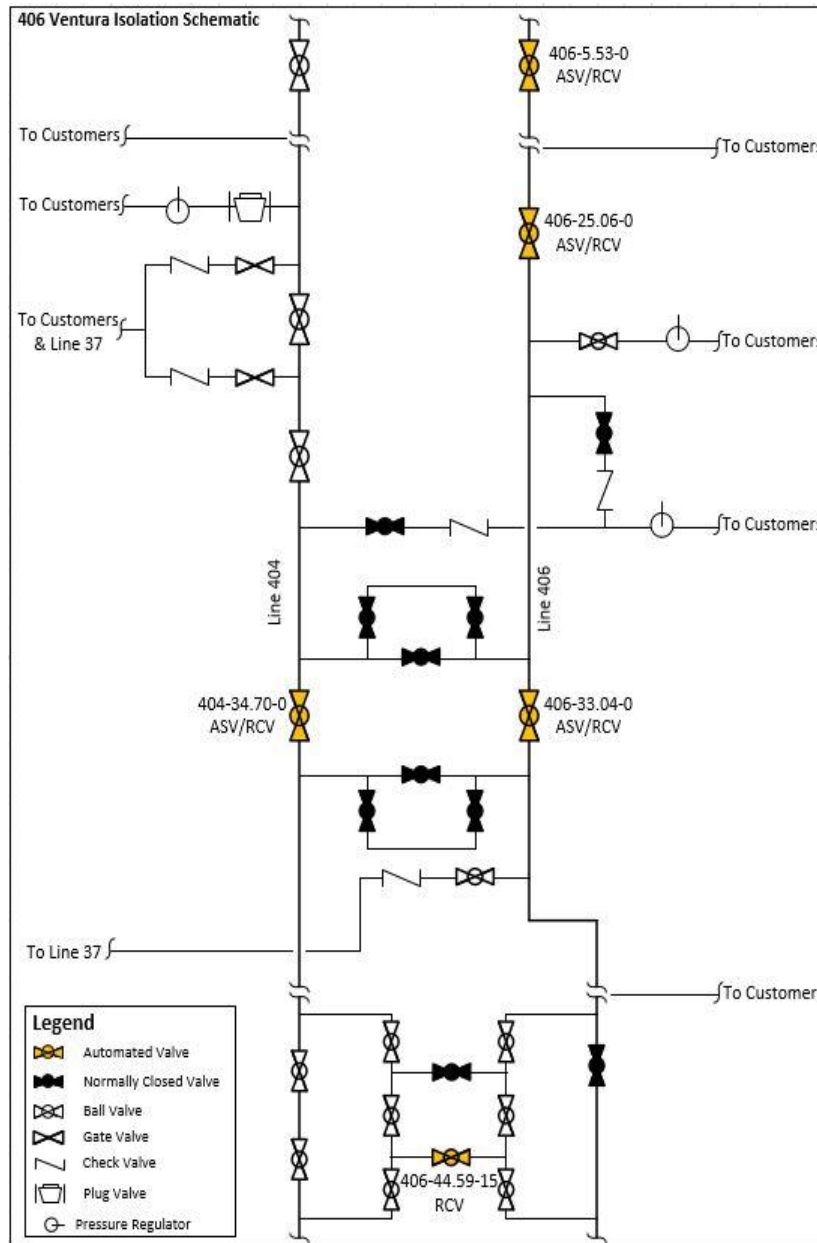 406 Ventura Isolation Schematic
406-5.53-0
ASV/RCV
To Customers
To Customers
To Customers
406-25.06-0
ASV/RCV
To Customers
& Line 37
To Customers
To Customers
Line 404
Line 406
404-34.70-0
ASV/RCV
406-33.04-0
ASV/RCV
To Line 37
To Customer
406-44.59-15
RCV
Legend
Automated Valve
Normally Closed Valve
Ball Valve
Gate Valve
Check Valve
Plug Valve
Pressure Regulator